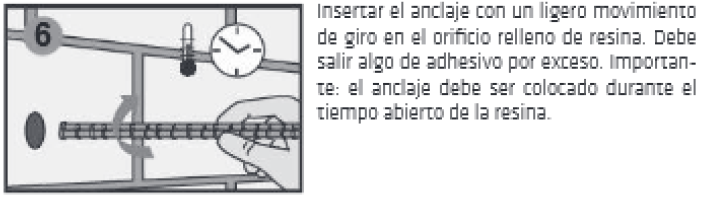 6
Insertar el anclaje con un ligero movimiento
de giro en el orificio relleno de resina. Debe
salir algo de adhesivo por exceso. Importan-
te: el anclaje debe ser colocado durante el
tiempo abierto de la resina.